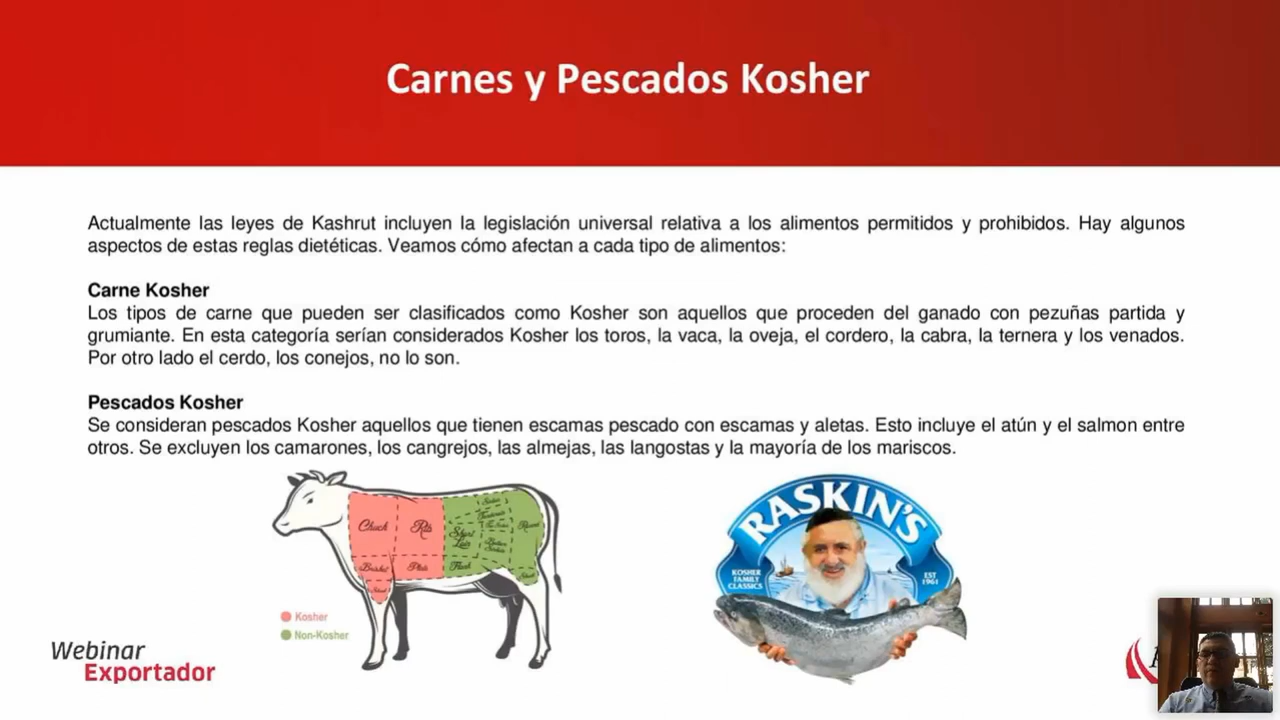 Carnes y Pescados Kosher
Actualmente las leyes de Kashrut incluyen la legislación universal relativa a los alimentos permitidos y prohibidos. Hay algunos
aspectos de estas reglas dietéticas. Veamos cómo afectan a cada tipo de alimentos:
Carne Kosher
Los tipos de carne que pueden ser clasificados como Kosher son aquellos que proceden del ganado con pezuñas partida y
grumiante. En esta categoría serían considerados Kosher los toros, la vaca, la oveja, el cordero, la cabra, la ternera y los venados.
Por otro lado el cerdo, los conejos, no lo son.
Pescados Kosher
Se consideran pescados Kosher aquellos que tienen escamas pescado con escamas y aletas. Esto incluye el atún y el salmon entre
otros. Se excluyen los camarones, los cangrejos, las almejas, las langostas y la mayoría de los mariscos.
Chuck
Rib
Short
Loin
Round
Brisket
Plate
Flank
Kosher
Non-Kosher
RASKIN'S
KOSHER
FAMILY
CLASSICS
EST
1961
Webinar
Exportador